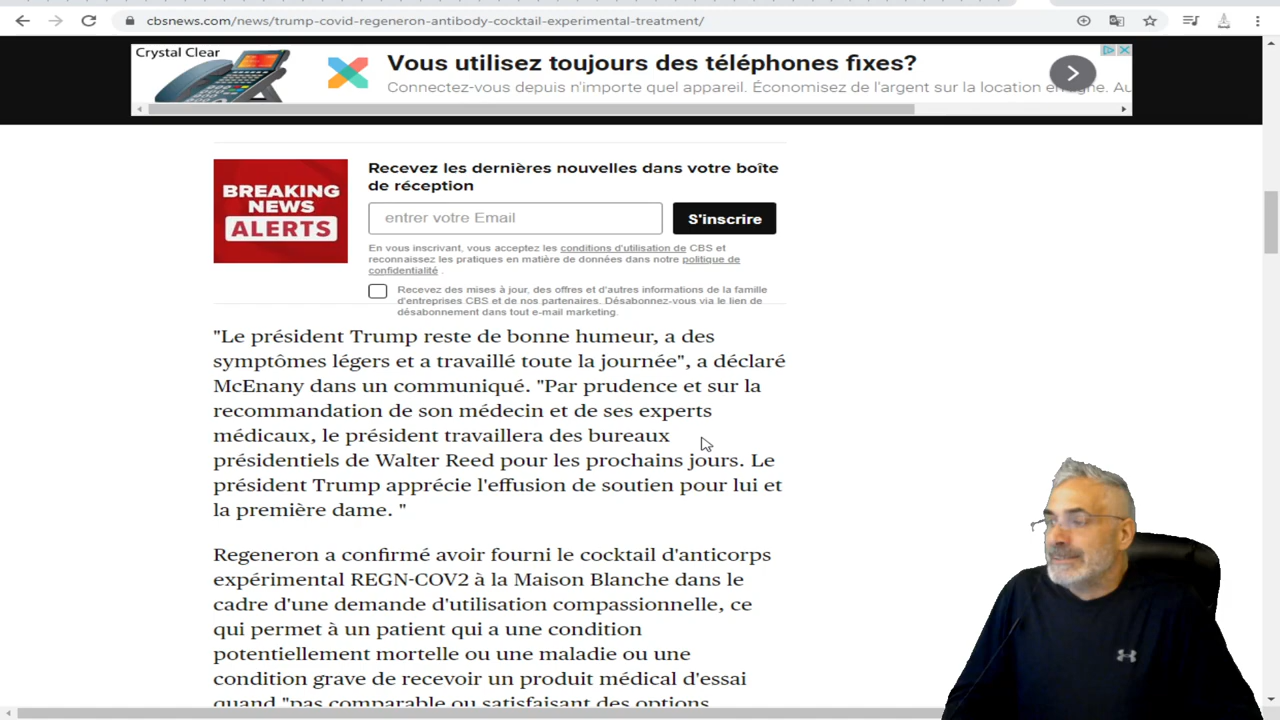 cbsnews.com/news/trump-covid-regeneron-antibody-cocktail-experimental-treatment/
Crystal Clear
Vous utilisez toujours des téléphones fixes?
Connectez-vous depuis n'importe quel appareil. Économisez de l'argent sur la location en ligne. Au
BREAKING
NEWS
ALERTS
Recevez les dernières nouvelles dans votre boîte
de réception
entrer votre Email
S'inscrire
En vous inscrivant, vous acceptez les conditions d'utilisation de CBS et
reconnaissez les pratiques en matière de données dans notre politique de
confidentialité .
Recevez des mises à jour, des offres et d'autres informations de la famille
d'entreprises CBS et de nos partenaires. Désabonnez-vous via le lien de
désabonnement dans tout e-mail marketing.
"Le président Trump reste de bonne humeur, a des
symptômes légers et a travaillé toute la journée", a déclaré
McEnany dans un communiqué. "Par prudence et sur la
recommandation de son médecin et de ses experts
médicaux, le président travaillera des bureaux
présidentiels de Walter Reed pour les prochains jours. Le
président Trump apprécie l'effusion de soutien pour lui et
la première dame. "
Regeneron a confirmé avoir fourni le cocktail d'anticorps
expérimental REGN-COV2 à la Maison Blanche dans le
cadre d'une demande d'utilisation compassionnelle, ce
qui permet à un patient qui a une condition
potentiellement mortelle ou une maladie ou une
condition grave de recevoir un produit médical d'essai
quand "pas comparable ou satisfaisant des options